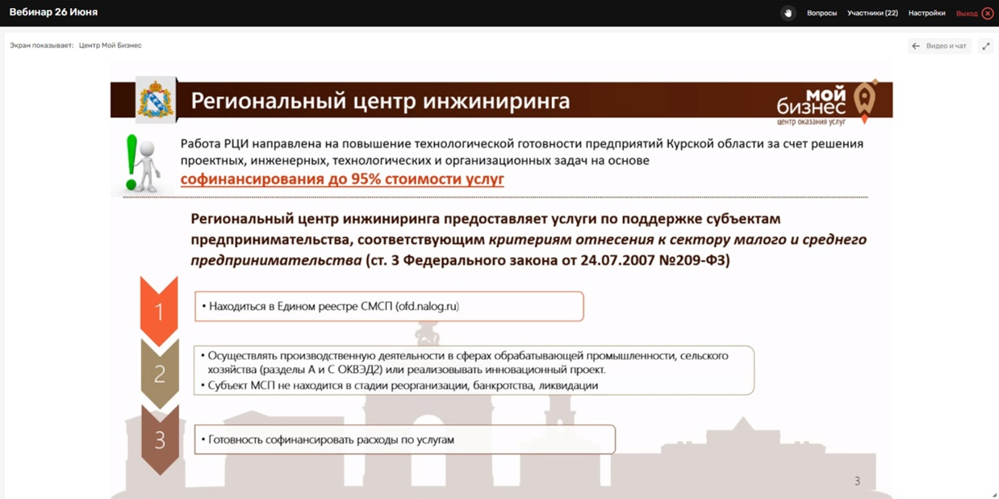 Вебинар 26 Июня
Вопросы Участники (22) Настройки Выход
Экран показывает: Центр Мой Бизнес
Видео и чат
Региональный центр инжиниринга
мой
бизнес
центр оказания услуг
Работа РЦИ направлена на повышение технологической готовности предприятий Курской области за счет решения
проектных, инженерных, технологических и организационных задач на основе
софинансирования до 95% стоимости услуг
Региональный центр инжиниринга предоставляет услуги по поддержке субъектам
предпринимательства, соответствующим критериям отнесения к сектору малого и среднего
предпринимательства (ст. 3 Федерального закона от 24.07.2007 №209-ФЗ)
1
• Находиться в Едином реестре СМСП (ofd.nalog.ru)
2
• Осуществлять производственную деятельности в сферах обрабатывающей промышленности, сельского
хозяйства (разделы А и С ОКВЭД2) или реализовывать инновационный проект.
• Субъект МСП не находится в стадии реорганизации, банкротства, ликвидации
3
• Готовность софинансировать расходы по услугам
3